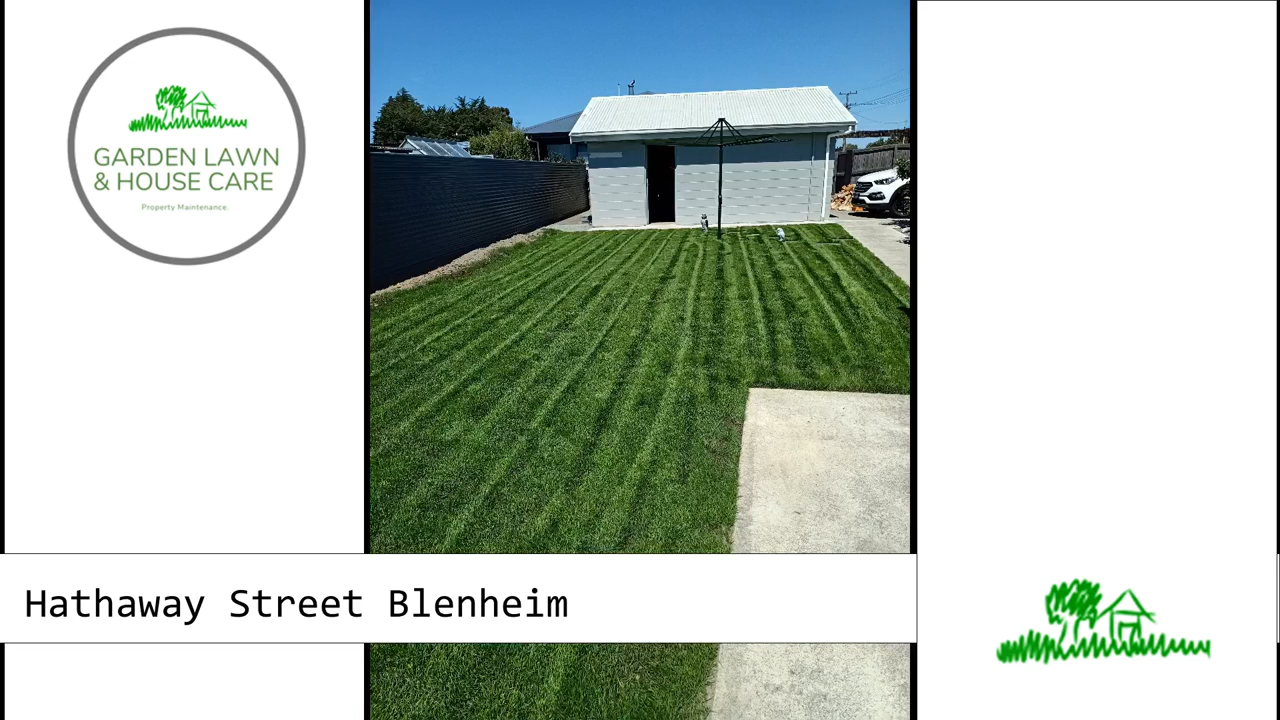 GARDEN LAWN
& HOUSE CARE
Property Maintenance.
Hathaway Street Blenheim